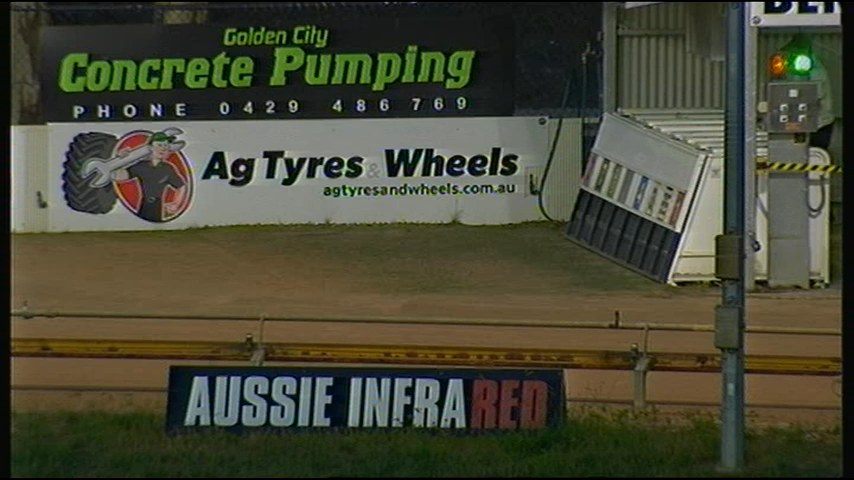 Golden City
Concrete Pumping
PHONE 0429 486 769
Ag Tyres & Wheels
agtyresandwheels.com.au
AUSSIE INFRARED